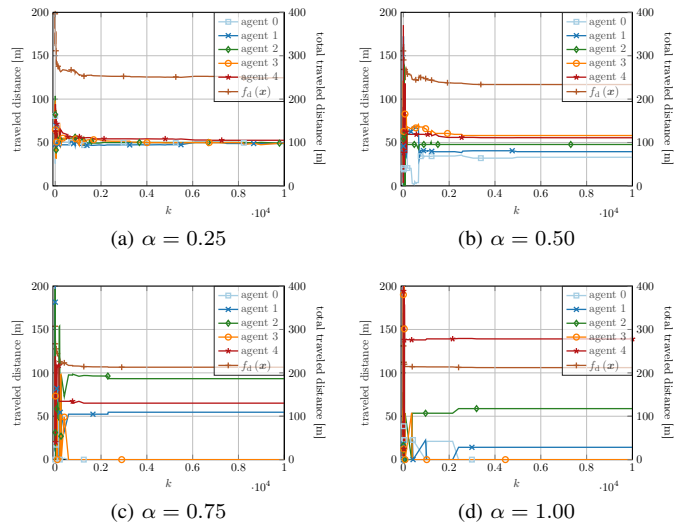 200
150
100
50
0
traveled distance [m]
400
300
200
100
0
total traveled distance [m]
agent 0
agent 1
agent 2
agent 3
agent 4
f_d(x)
0 0.2 0.4 0.6 0.8 1
k
·10⁴
(a) α = 0.25
200
150
100
50
0
traveled distance [m]
400
300
200
100
0
total traveled distance [m]
agent 0
agent 1
agent 2
agent 3
agent 4
f_d(x)
0 0.2 0.4 0.6 0.8 1
k
·10⁴
(b) α = 0.50
200
150
100
50
0
traveled distance [m]
400
300
200
100
0
total traveled distance [m]
agent 0
agent 1
agent 2
agent 3
agent 4
f_d(x)
0 0.2 0.4 0.6 0.8 1
k
·10⁴
(c) α = 0.75
200
150
100
50
0
traveled distance [m]
400
300
200
100
0
total traveled distance [m]
agent 0
agent 1
agent 2
agent 3
agent 4
f_d(x)
0 0.2 0.4 0.6 0.8 1
k
·10⁴
(d) α = 1.00